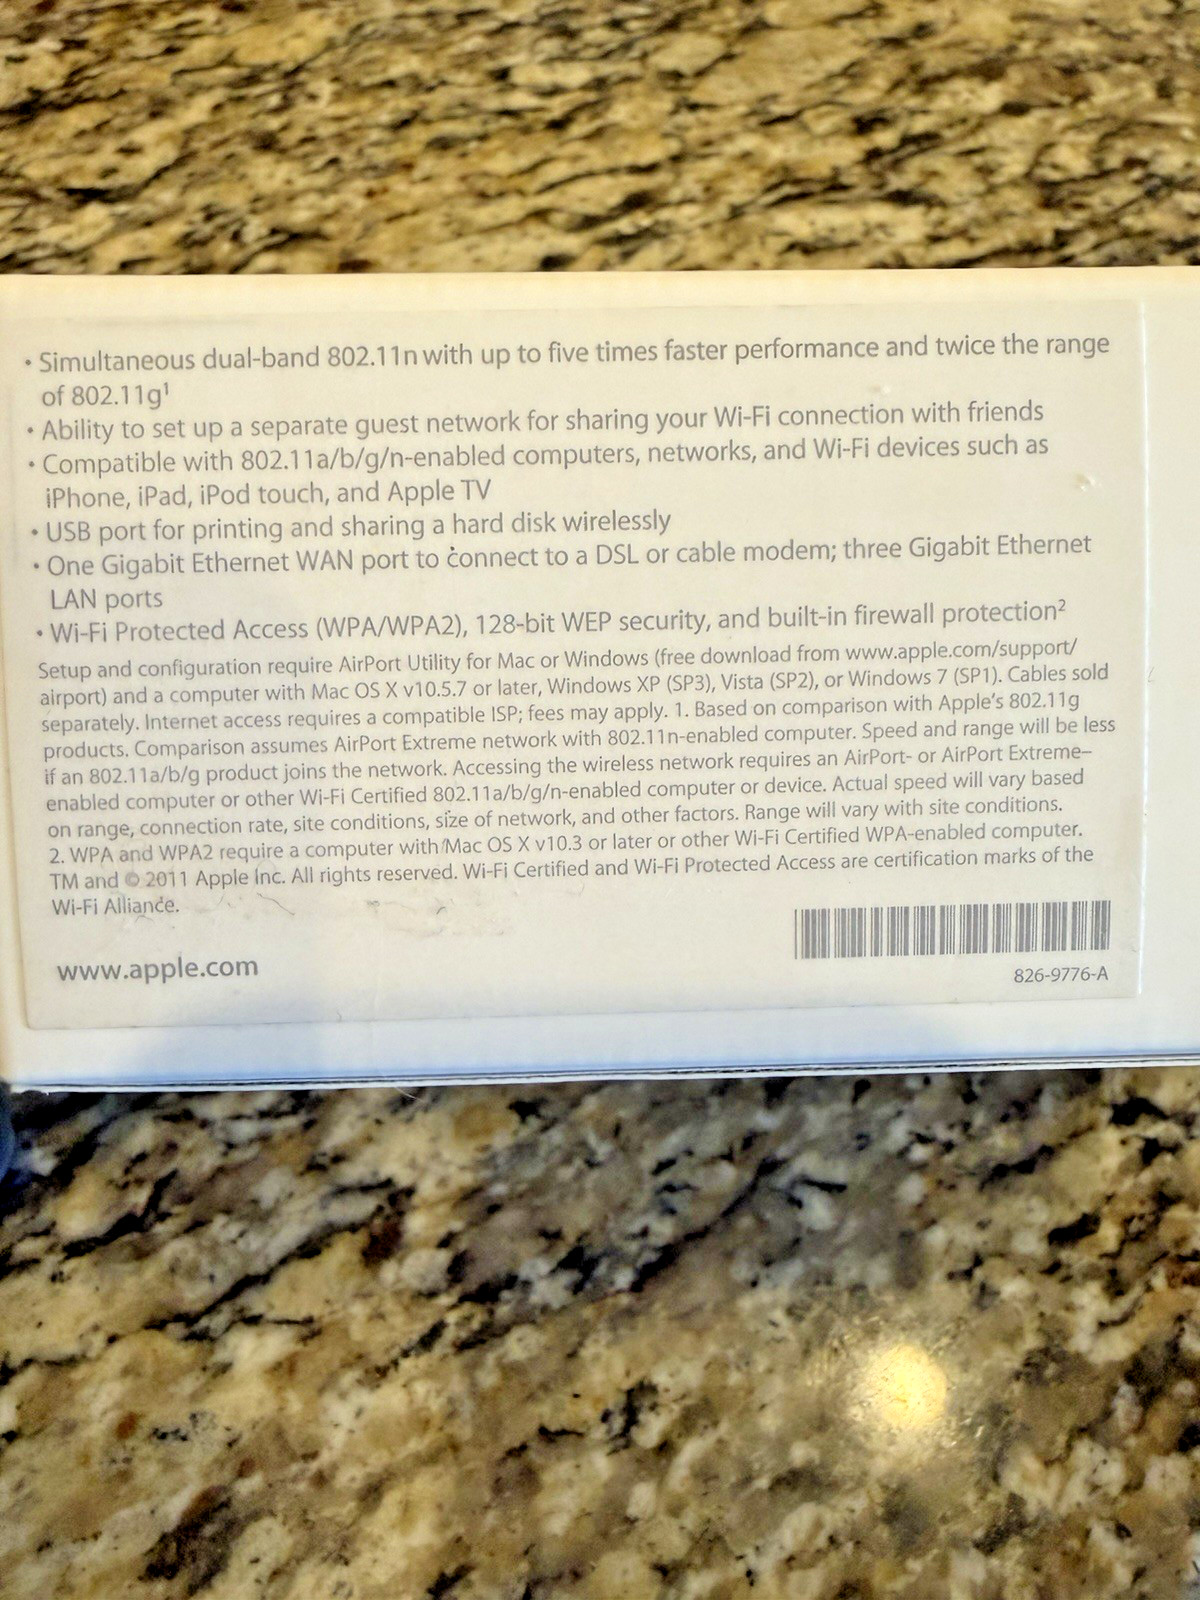 • Simultaneous dual-band 802.11n with up to five times faster performance and twice the range
of 802.11g¹
• Ability to set up a separate guest network for sharing your Wi-Fi connection with friends
• Compatible with 802.11a/b/g/n-enabled computers, networks, and Wi-Fi devices such as
iPhone, iPad, iPod touch, and Apple TV
• USB port for printing and sharing a hard disk wirelessly
• One Gigabit Ethernet WAN port to connect to a DSL or cable modem; three Gigabit Ethernet
LAN ports
• Wi-Fi Protected Access (WPA/WPA2), 128-bit WEP security, and built-in firewall protection²
Setup and configuration require AirPort Utility for Mac or Windows (free download from www.apple.com/support/
airport) and a computer with Mac OS X v10.5.7 or later, Windows XP (SP3), Vista (SP2), or Windows 7 (SP1). Cables sold
separately. Internet access requires a compatible ISP; fees may apply. 1. Based on comparison with Apple's 802.11g
products. Comparison assumes AirPort Extreme network with 802.11n-enabled computer. Speed and range will be less
if an 802.11a/b/g product joins the network. Accessing the wireless network requires an AirPort- or AirPort Extreme–
enabled computer or other Wi-Fi Certified 802.11a/b/g/n-enabled computer or device. Actual speed will vary based
on range, connection rate, site conditions, size of network, and other factors. Range will vary with site conditions.
2. WPA and WPA2 require a computer with Mac OS X v10.3 or later or other Wi-Fi Certified WPA-enabled computer.
TM and © 2011 Apple Inc. All rights reserved. Wi-Fi Certified and Wi-Fi Protected Access are certification marks of the
Wi-Fi Alliance.
www.apple.com
826-9776-A